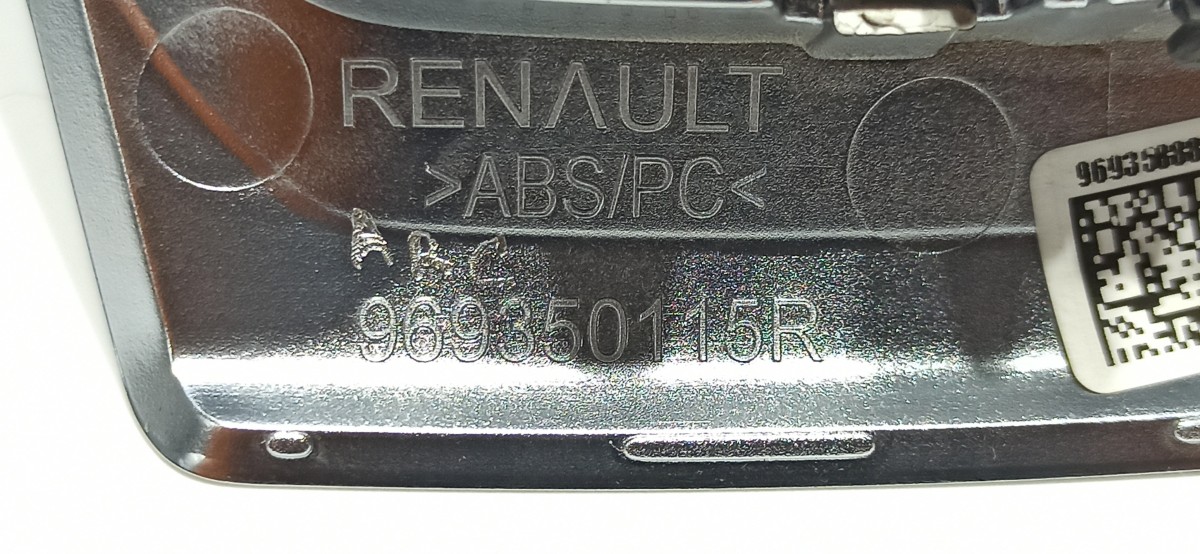 RENAULT
>ABS/PC<
A B C
969350115R